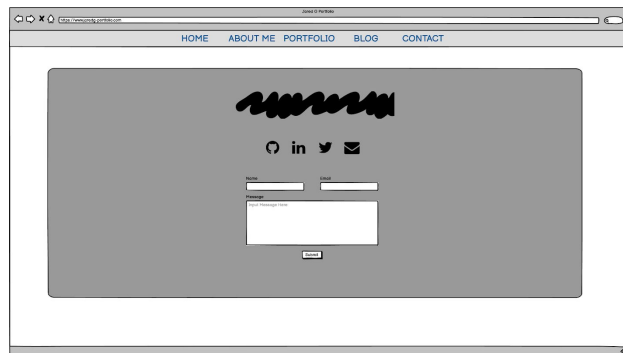 Jared G Portfolio
https://www.jaredg-portfolio.com
HOME ABOUT ME PORTFOLIO BLOG CONTACT
in
Name Email
Message
Input Message Here
Submit